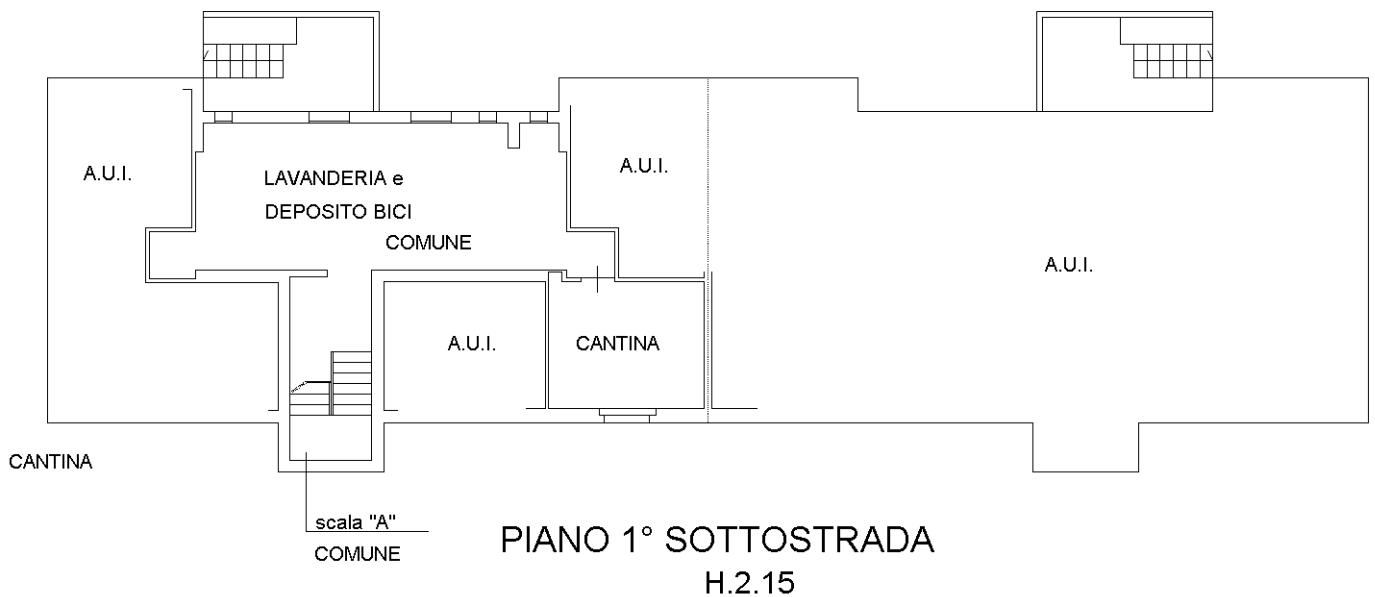 A.U.I.
LAVANDERIA e
DEPOSITO BICI
COMUNE
A.U.I.
A.U.I.
A.U.I.
CANTINA
CANTINA
scala "A"
COMUNE
PIANO 1° SOTTOSTRADA
H.2.15